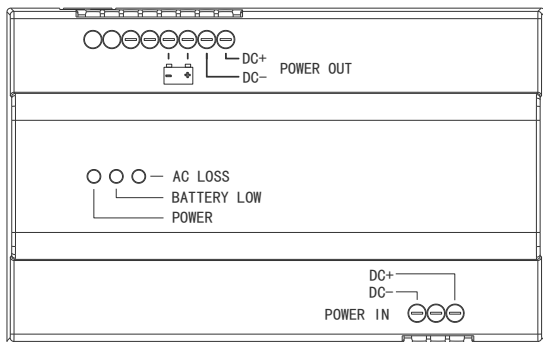 DC+
POWER OUT
DC-
- +
AC LOSS
BATTERY LOW
POWER
DC+
DC-
POWER IN